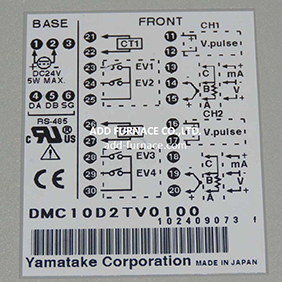 BASE FRONT
1 2 3
DC24V
5W MAX.
4 5 6
DA DB SG
RS-485
21 CT1
22
23 EV1
24 EV2
25
26
27
28 EV3
29 EV4
30
CH1
11 V.pulse
12
13 C mA
14 B
15 A V
CH2
16 V.pulse
17
18 C mA
19 B
20 A V
ADD FURNACE CO.,LTD.
add-furnace.com
c UL US LISTED
CE
DMC10D2TV0100
102409073 f
Yamatake Corporation MADE IN JAPAN